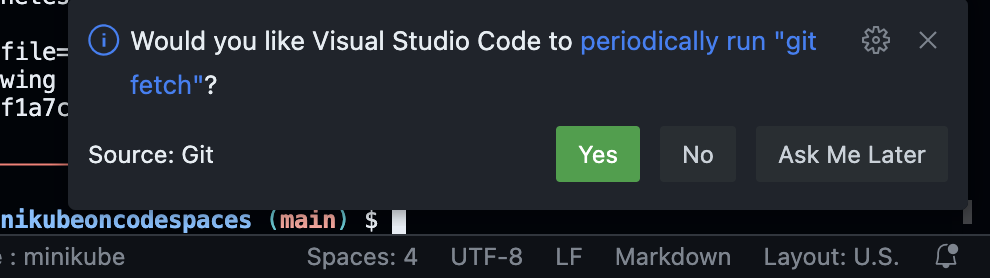 Would you like Visual Studio Code to periodically run "git
fetch"?
file=
wing
f1a7c
Source: Git
Yes
No
Ask Me Later
nikubeoncodespaces (main) $
: minikube
Spaces: 4
UTF-8
LF
Markdown
Layout: U.S.